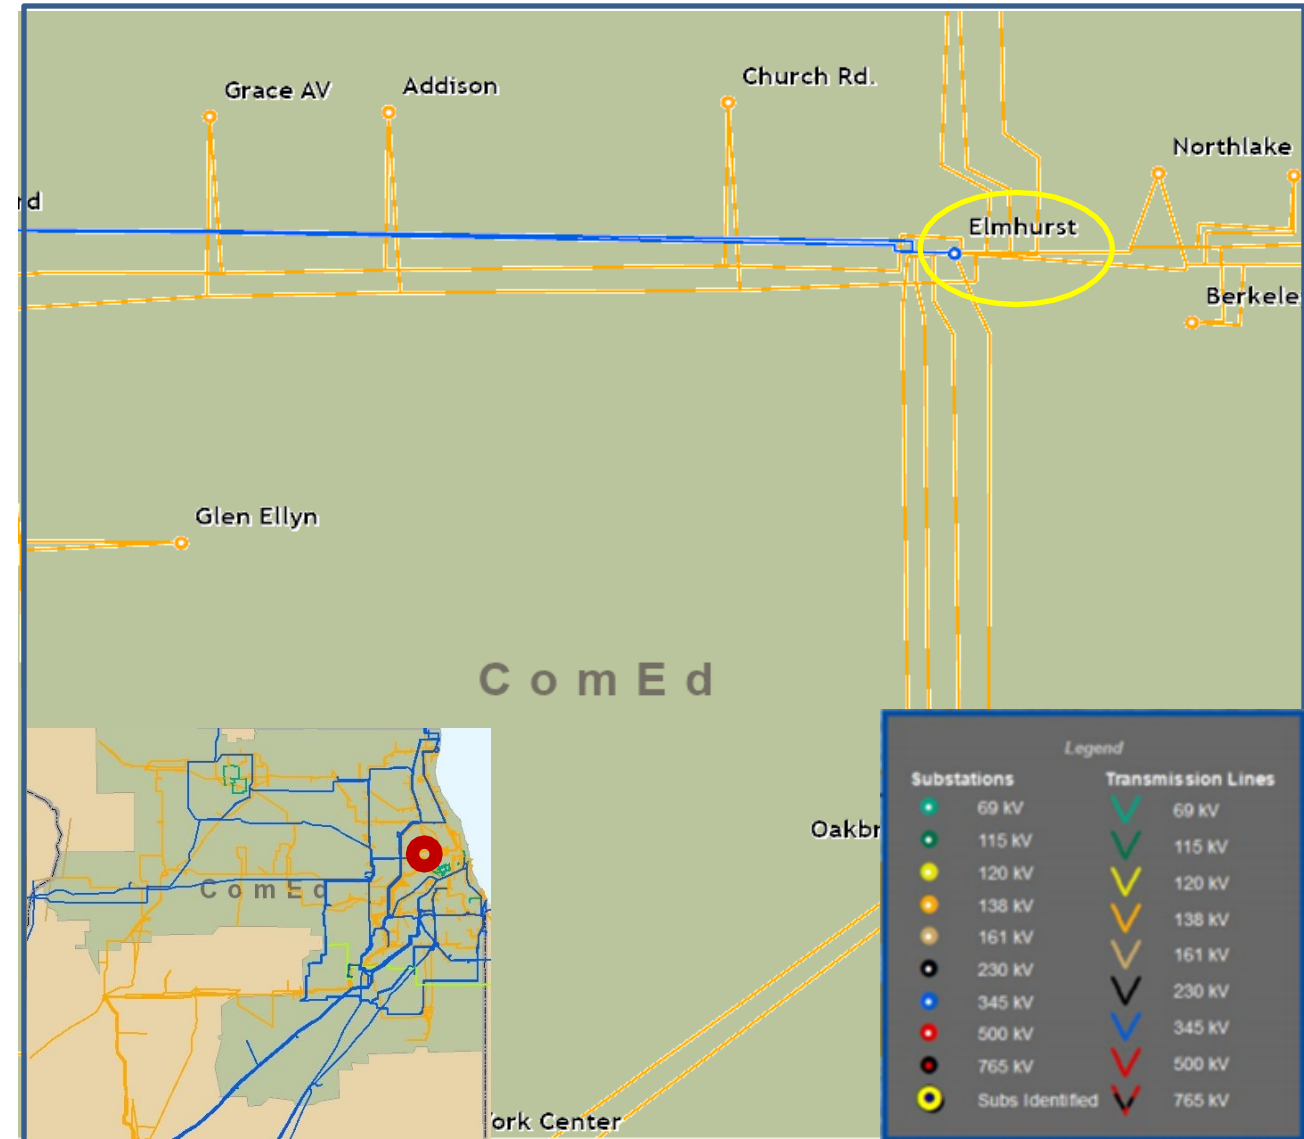 Grace AV
Addison
Church Rd.
Northlake
rd
Elmhurst
Berkele
Glen Ellyn
ComEd
Oakbr
ork Center
ComEd
Legend
Substations
Transmission Lines
69 kV
69 kV
115 kV
115 kV
120 kV
120 kV
138 kV
138 kV
161 kV
161 kV
230 kV
230 kV
345 kV
345 kV
500 kV
500 kV
765 kV
Subs Identified
765 kV